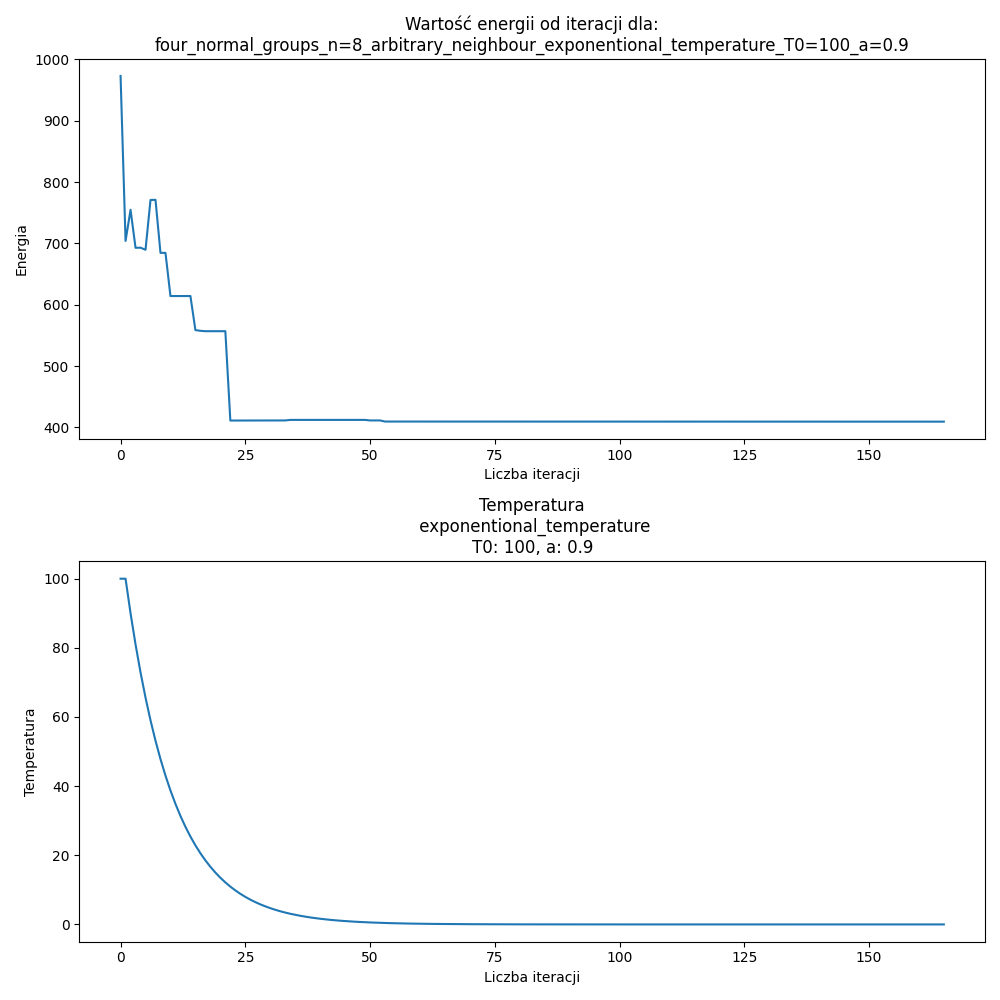 Wartość energii od iteracji dla:
four_normal_groups_n=8_arbitrary_neighbour_exponentional_temperature_T0=100_a=0.9
1000
900
800
700
600
500
400
Energia
0 25 50 75 100 125 150
Liczba iteracji
Temperatura
exponentional_temperature
T0: 100, a: 0.9
100
80
60
40
20
0
Temperatura
0 25 50 75 100 125 150
Liczba iteracji